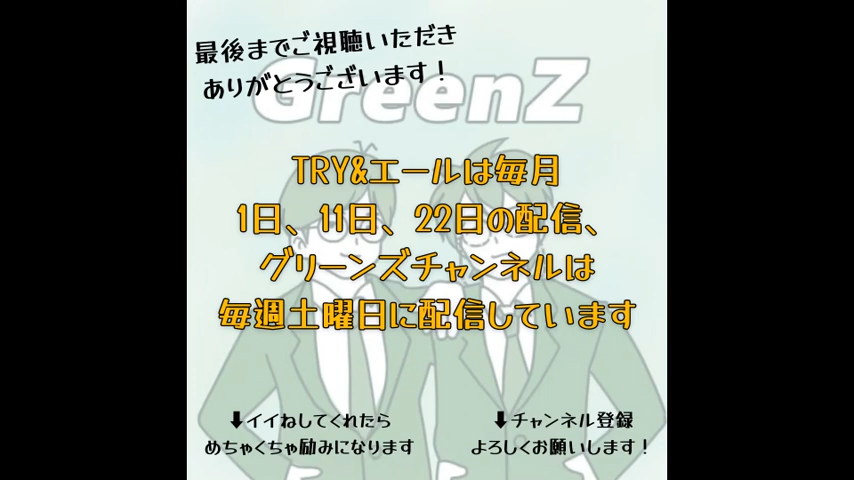 最後までご視聴いただき
ありがとうございます！
GreenZ
TRY&エールは毎月
1日、11日、22日の配信、
グリーンズチャンネルは
毎週土曜日に配信しています
⬇イイねしてくれたら
めちゃくちゃ励みになります
⬇チャンネル登録
よろしくお願いします！